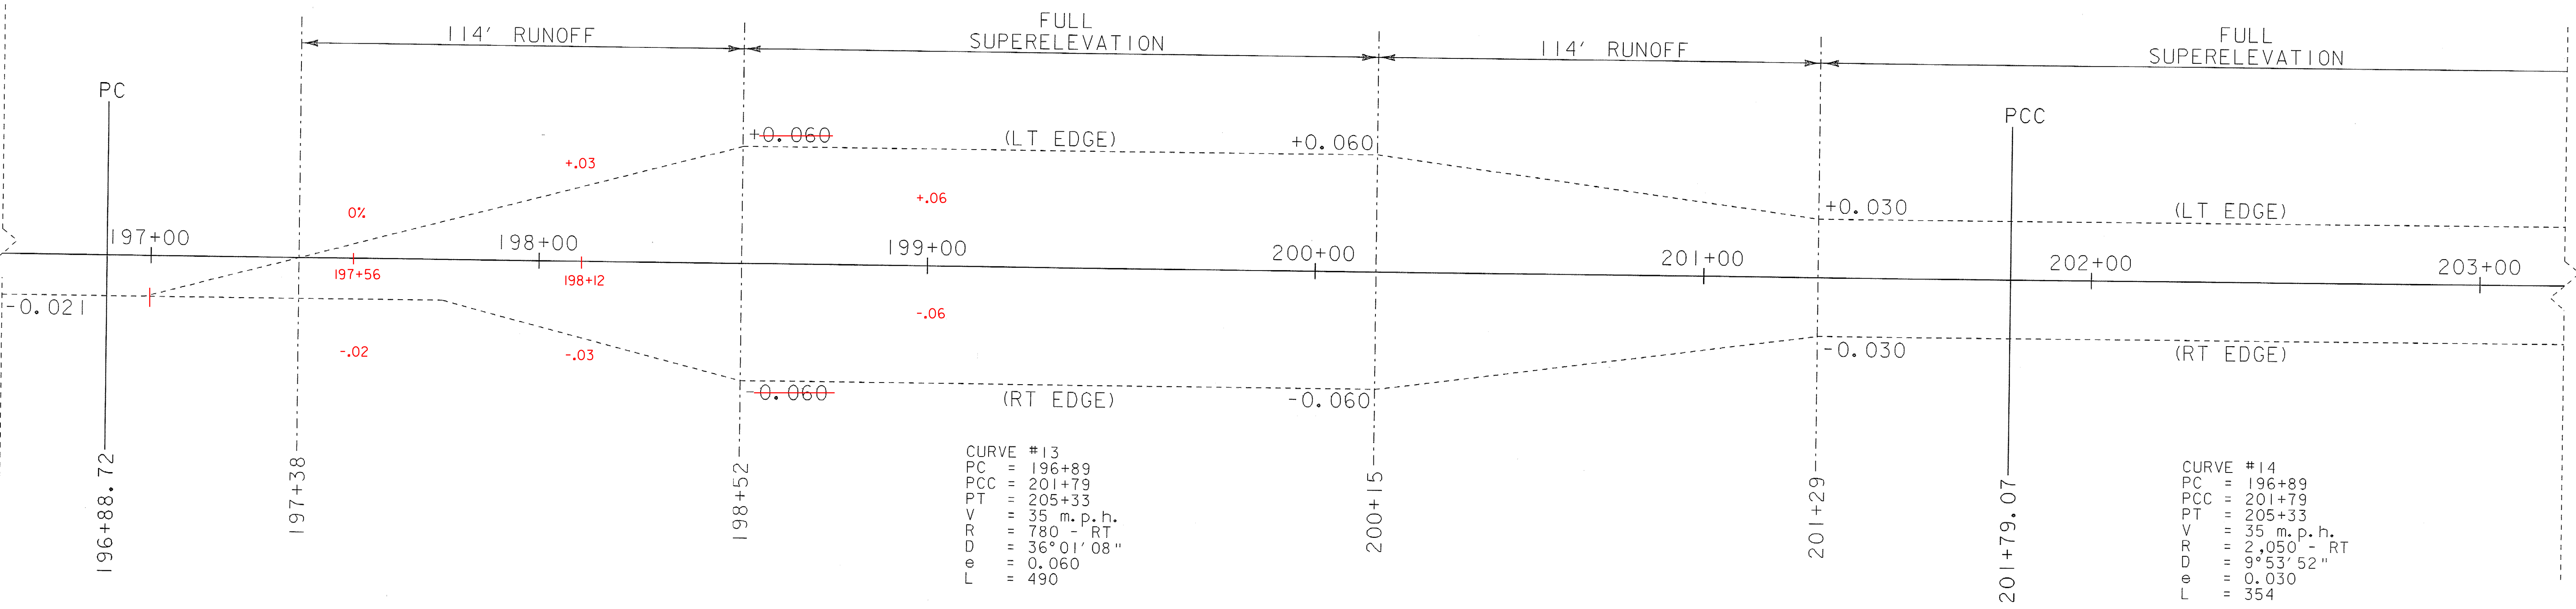 114' RUNOFF
FULL
SUPERELEVATION
114' RUNOFF
FULL
SUPERELEVATION
PC
PCC
+0.060
(LT EDGE)
+0.060
+.03
0%
+.06
+0.030
(LT EDGE)
197+00
198+00
199+00
200+00
201+00
202+00
203+00
197+56
198+12
-0.021
-.02
-.03
-.06
-0.030
(RT EDGE)
-0.060
(RT EDGE)
-0.060
196+88.72
197+38
198+52
200+15
201+29
201+79.07
CURVE #13
PC = 196+89
PCC = 201+79
PT = 205+33
V = 35 m.p.h.
R = 780 - RT
D = 36°01'08"
e = 0.060
L = 490
CURVE #14
PC = 196+89
PCC = 201+79
PT = 205+33
V = 35 m.p.h.
R = 2,050 - RT
D = 9°53'52"
e = 0.030
L = 354